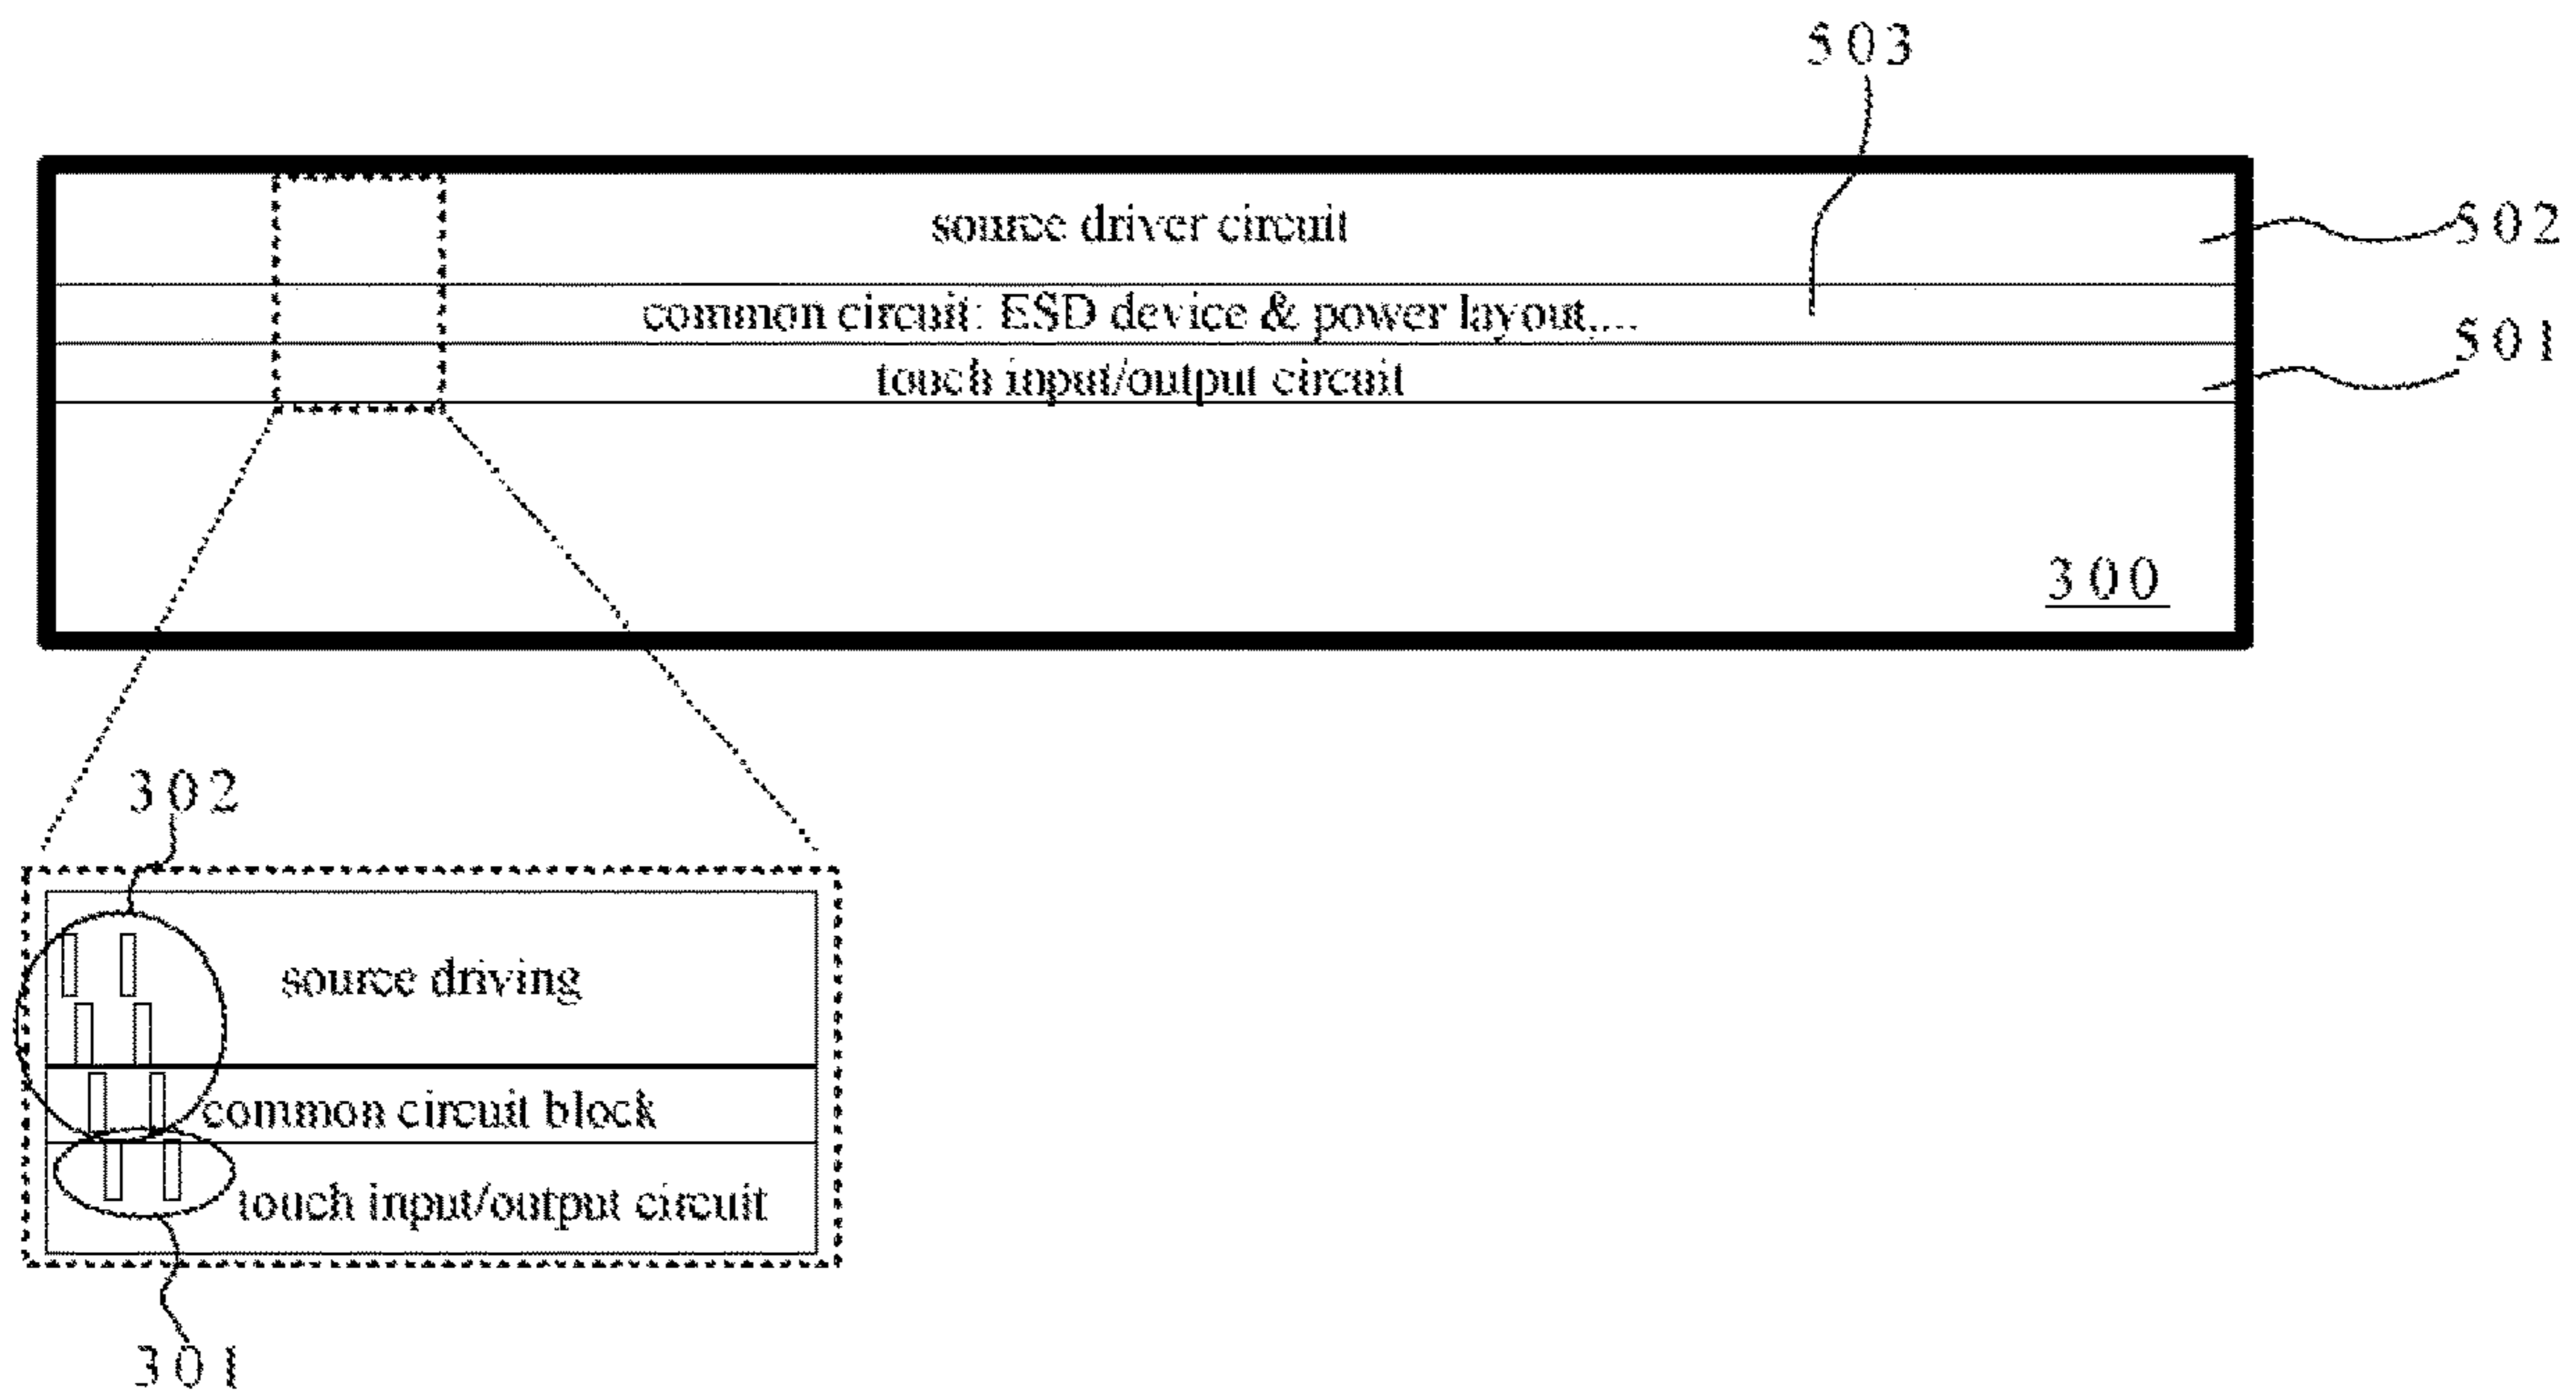 503
source driver circuit
502
common circuit: ESD device & power layout....
501
touch input/output circuit
300
302
source driving
common circuit block
touch input/output circuit
301